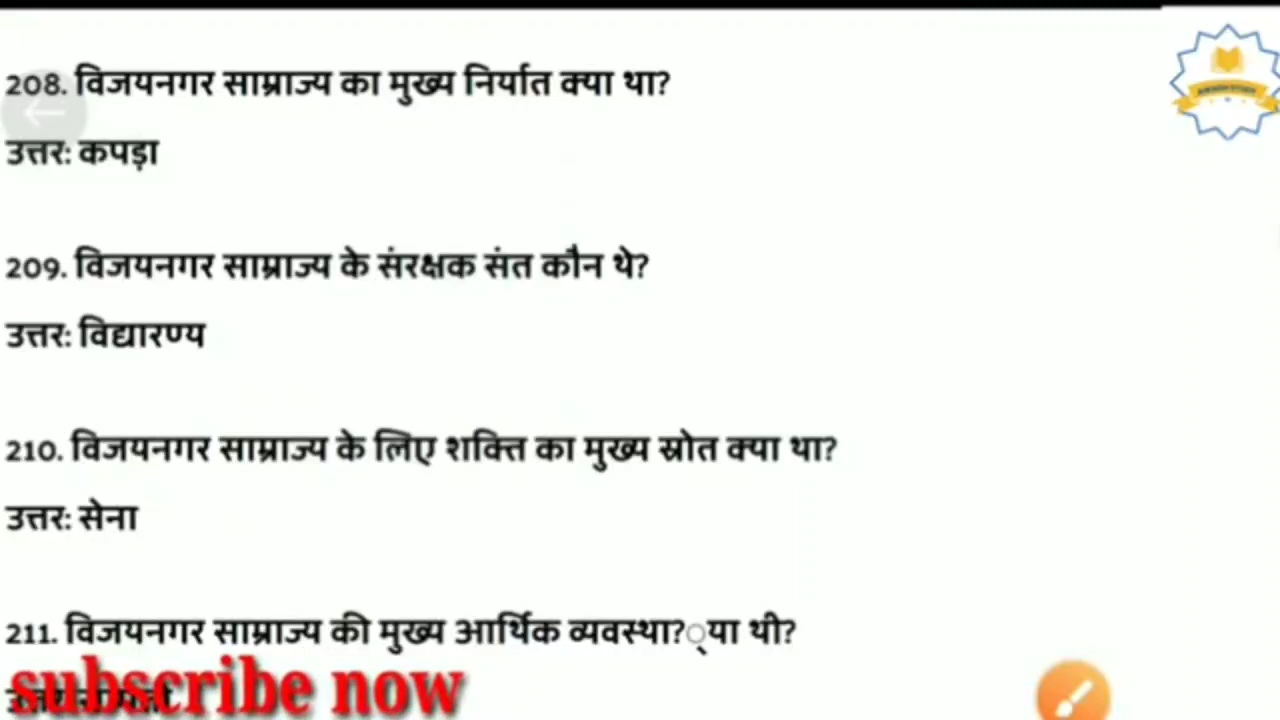 208. विजयनगर साम्राज्य का मुख्य निर्यात क्या था?
उत्तर: कपड़ा
209. विजयनगर साम्राज्य के संरक्षक संत कौन थे?
उत्तर: विद्यारण्य
210. विजयनगर साम्राज्य के लिए शक्ति का मुख्य स्रोत क्या था?
उत्तर: सेना
211. विजयनगर साम्राज्य की मुख्य आर्थिक व्यवस्था?्या थी?
subscribe now